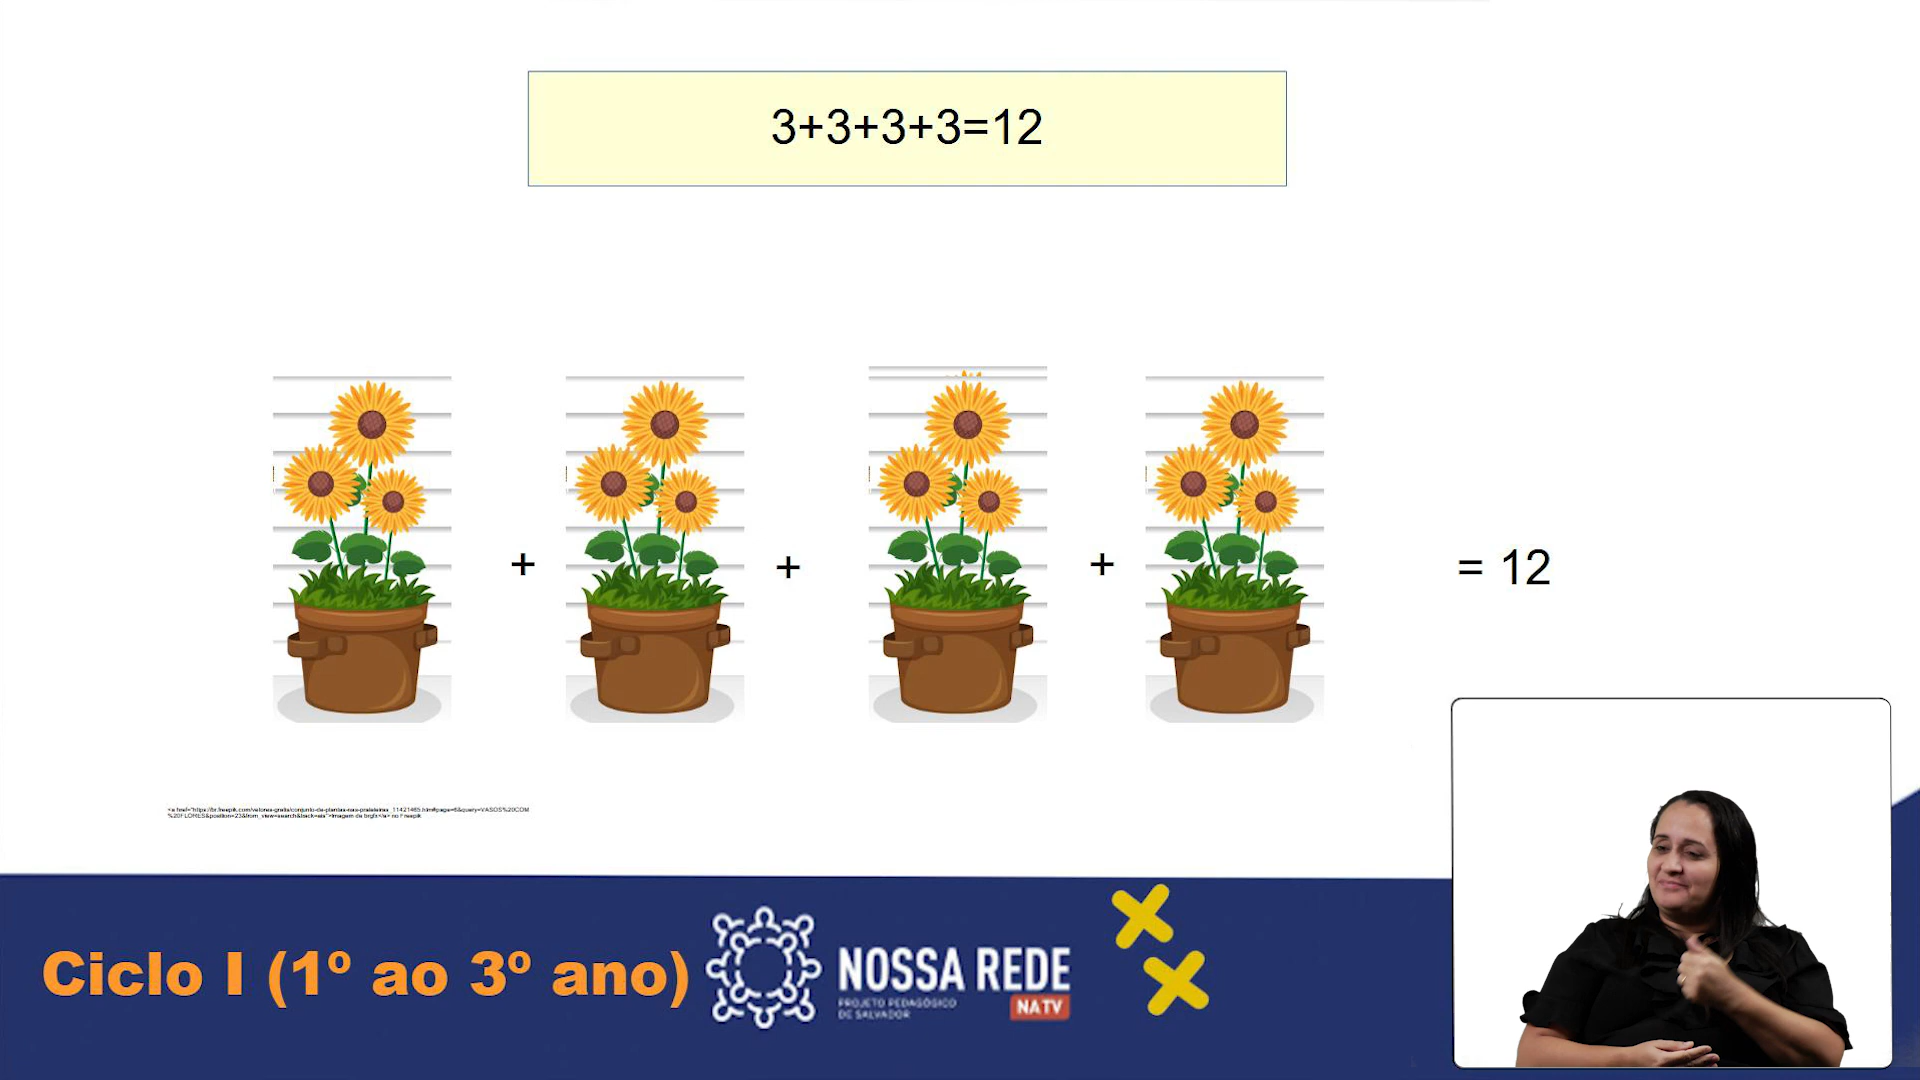 3+3+3+3=12
+ + + = 12
Ciclo I (1º ao 3º ano)
NOSSA REDE
PROJETO PEDAGÓGICO
DE SALVADOR
NA TV